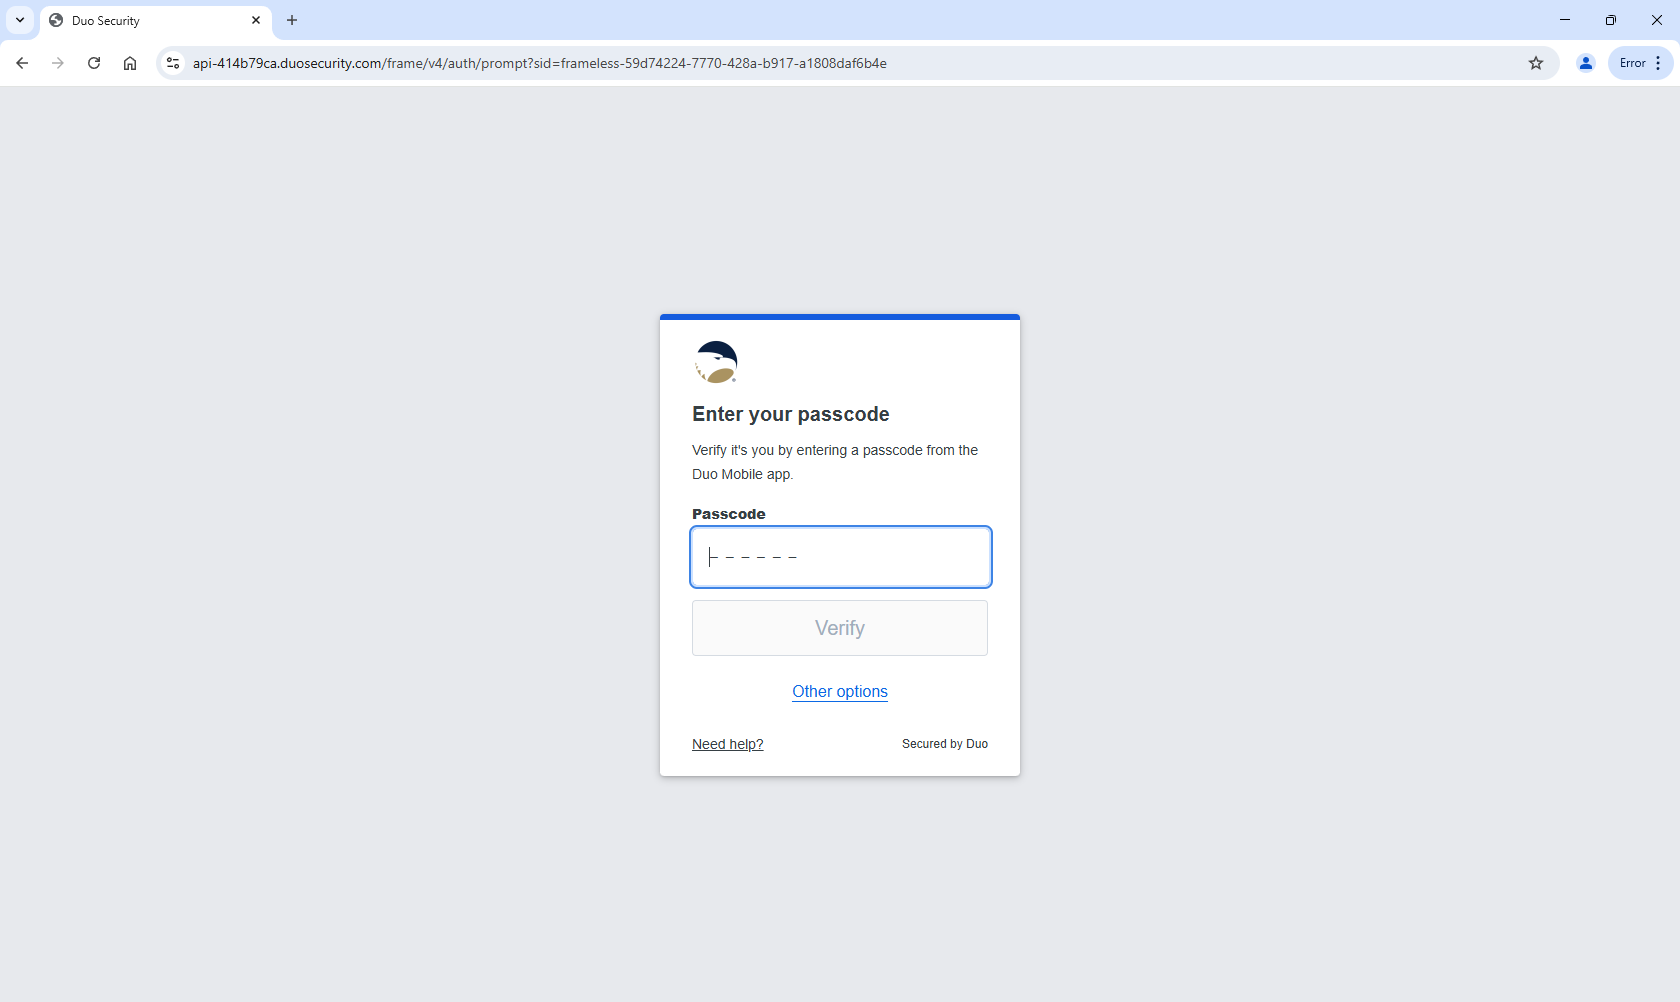 Duo Security
api-414b79ca.duosecurity.com/frame/v4/auth/prompt?sid=frameless-59d74224-7770-428a-b917-a1808daf6b4e
Error
Enter your passcode
Verify it's you by entering a passcode from the
Duo Mobile app.
Passcode
Verify
Other options
Need help?
Secured by Duo